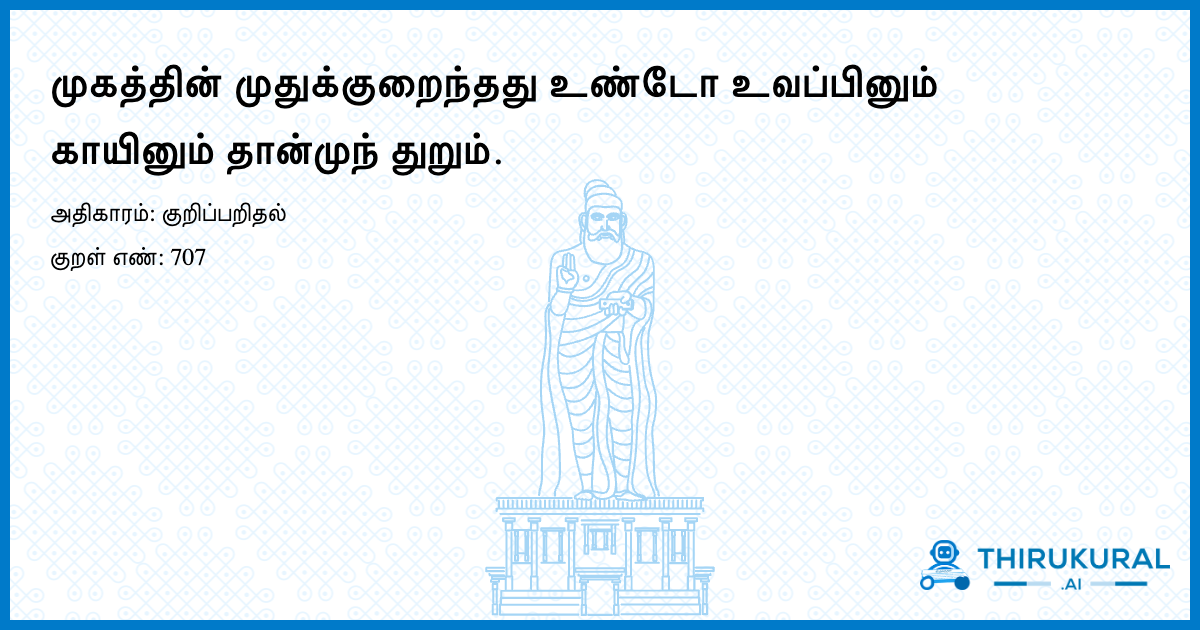 முகத்தின் முதுக்குறைந்தது உண்டோ உவப்பினும்
காயினும் தான்முந் துறும்.
அதிகாரம்: குறிப்பறிதல்
குறள் எண்: 707
THIRUKURAL
.AI